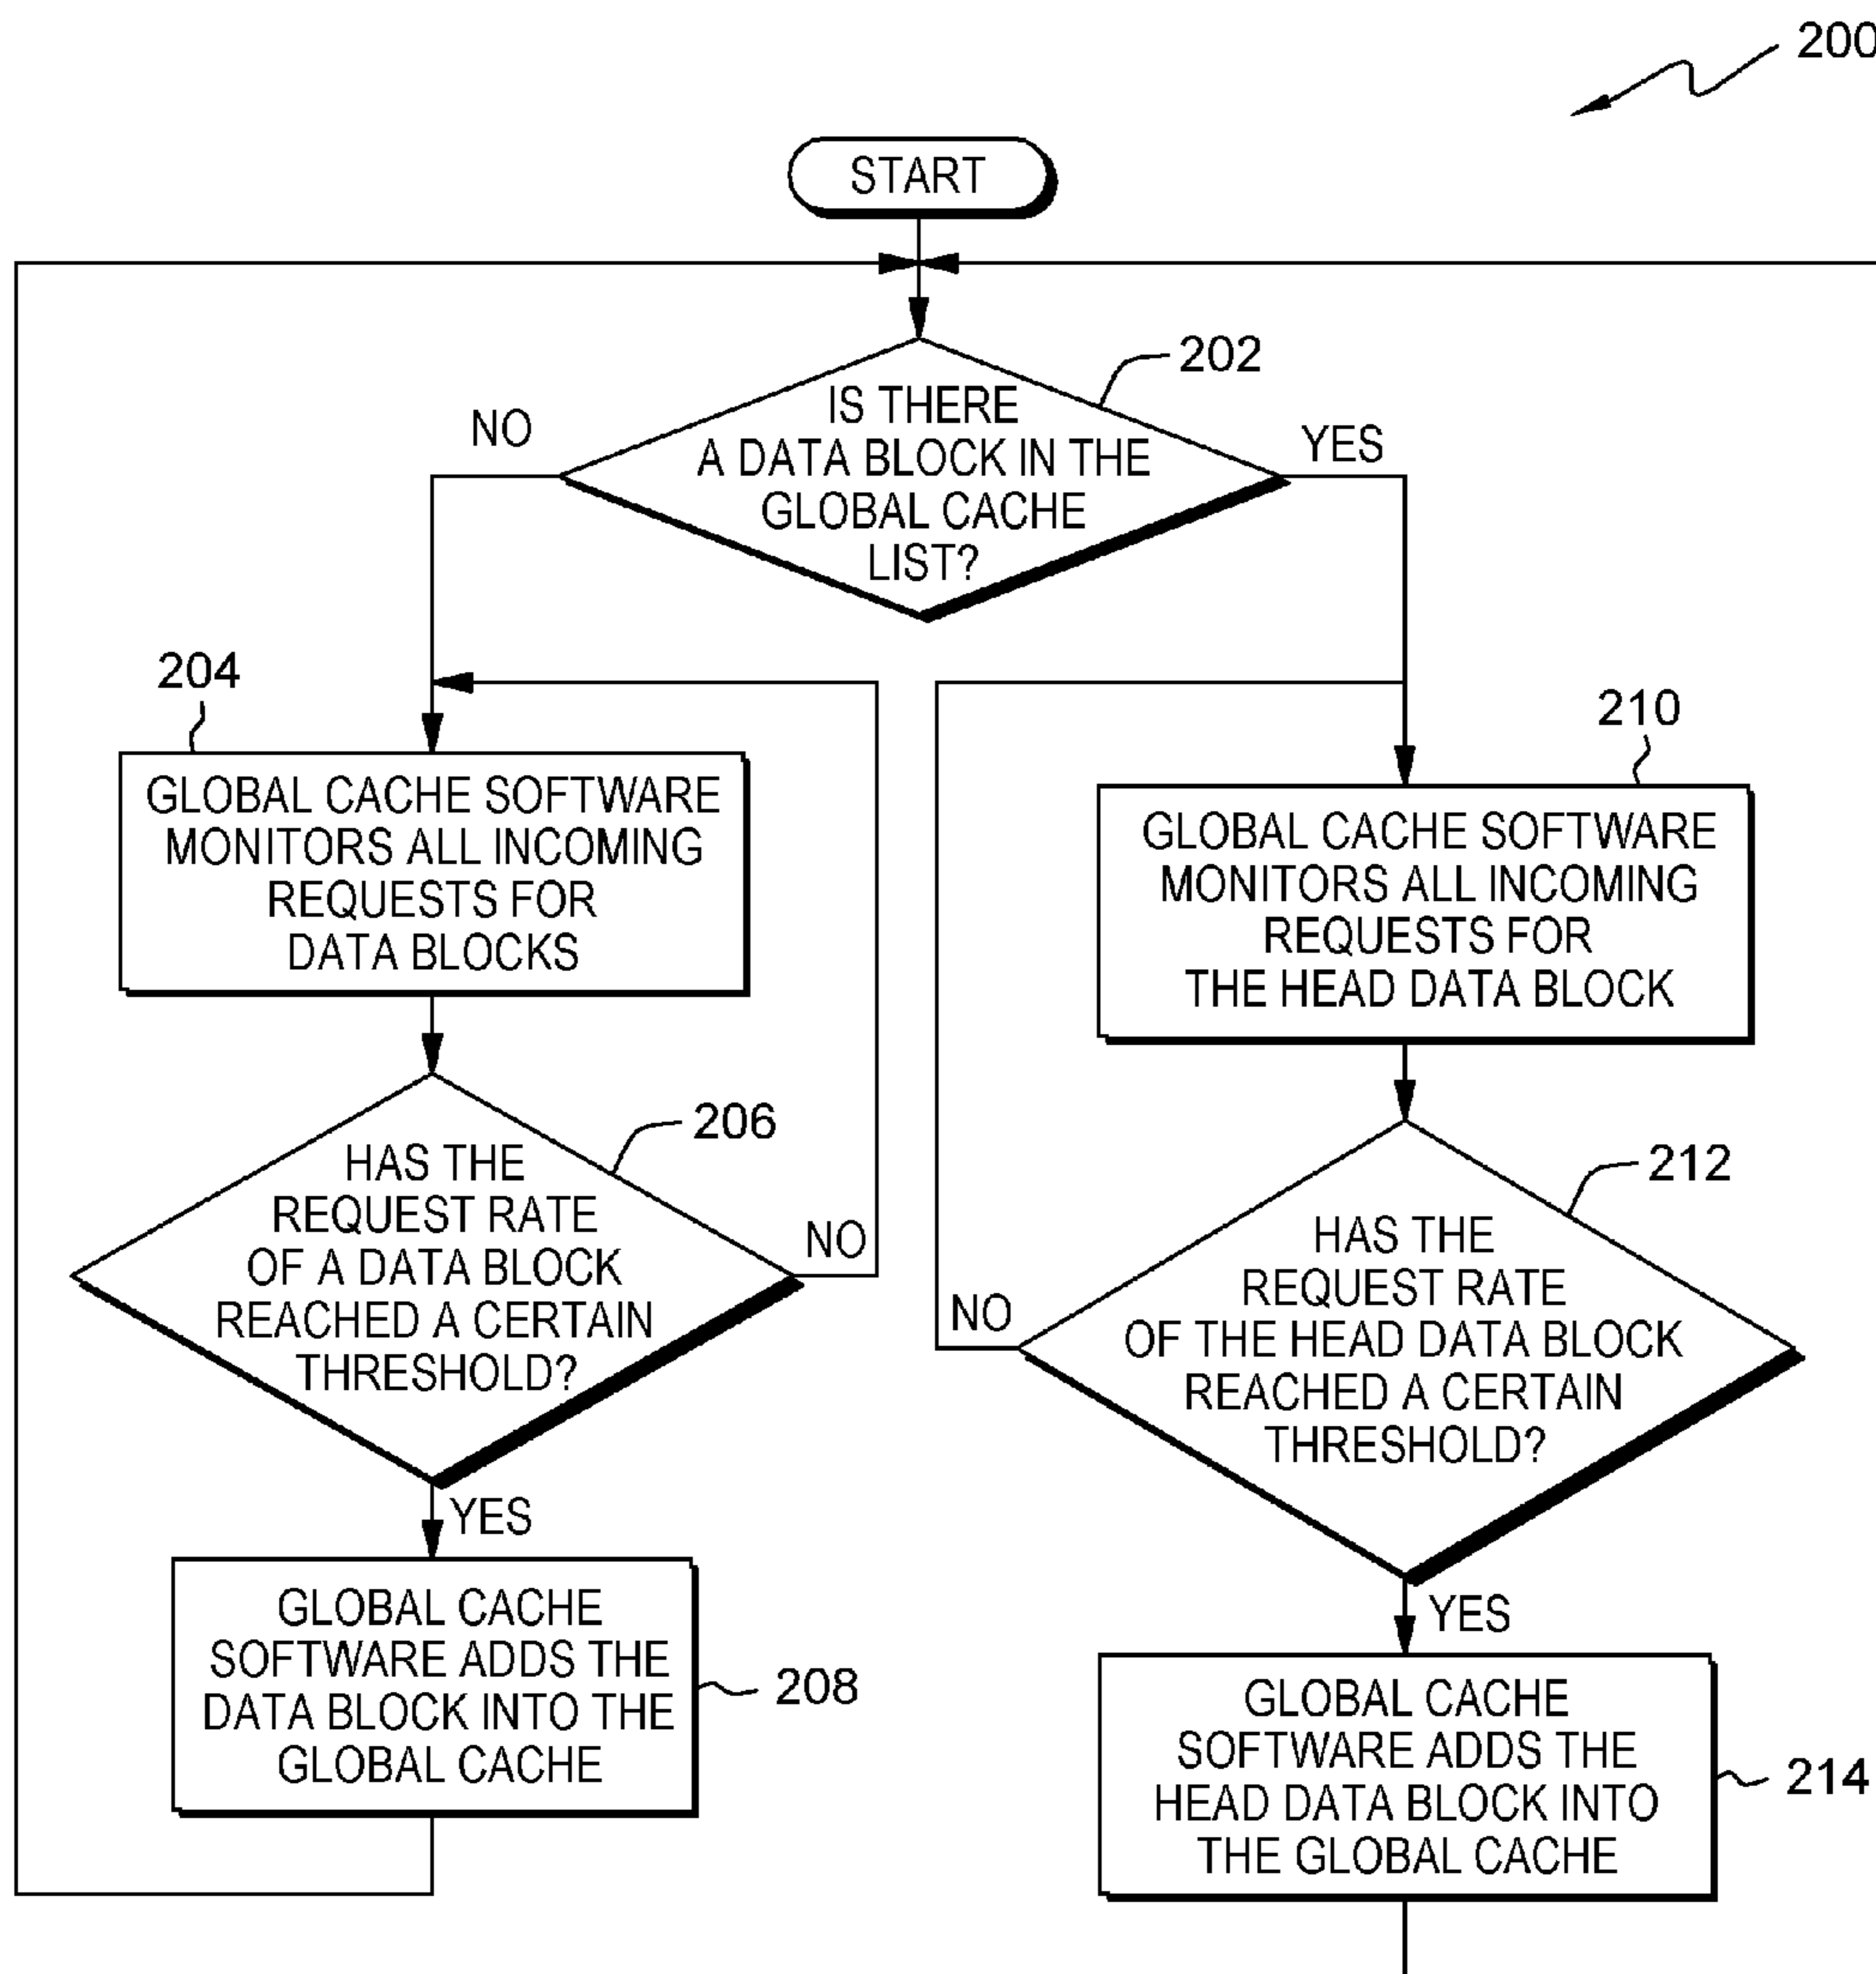 200
START
202
IS THERE
A DATA BLOCK IN THE
GLOBAL CACHE
LIST?
NO
YES
204
GLOBAL CACHE SOFTWARE
MONITORS ALL INCOMING
REQUESTS FOR
DATA BLOCKS
206
HAS THE
REQUEST RATE
OF A DATA BLOCK
REACHED A CERTAIN
THRESHOLD?
NO
YES
GLOBAL CACHE
SOFTWARE ADDS THE
DATA BLOCK INTO THE
GLOBAL CACHE
208
210
GLOBAL CACHE SOFTWARE
MONITORS ALL INCOMING
REQUESTS FOR
THE HEAD DATA BLOCK
212
HAS THE
REQUEST RATE
OF THE HEAD DATA BLOCK
REACHED A CERTAIN
THRESHOLD?
NO
YES
GLOBAL CACHE
SOFTWARE ADDS THE
HEAD DATA BLOCK INTO
THE GLOBAL CACHE
214